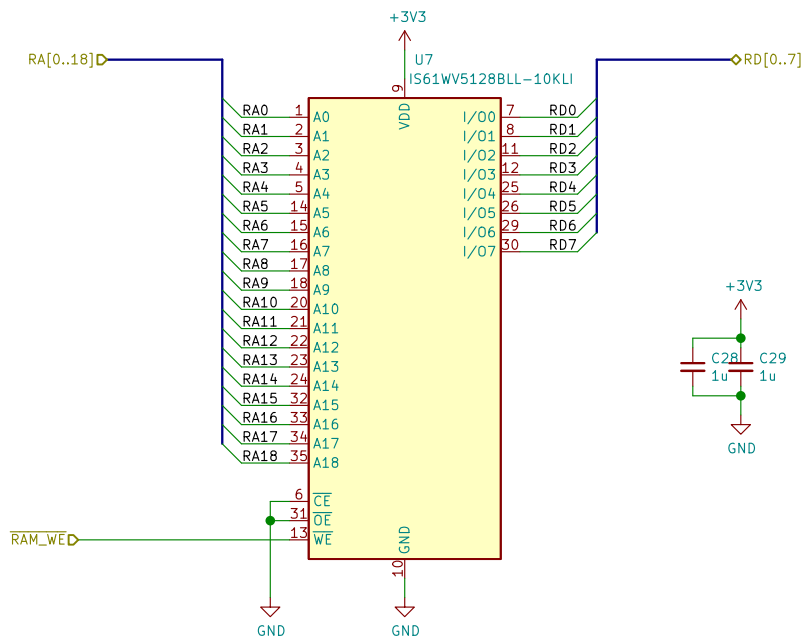 +3V3
RA[0..18]
U7
RD[0..7]
IS61WV5128BLL-10KLI
9
VDD
RA0 1 A0 I/O0 7 RD0
RA1 2 A1 I/O1 8 RD1
RA2 3 A2 I/O2 11 RD2
RA3 4 A3 I/O3 12 RD3
RA4 5 A4 I/O4 25 RD4
RA5 14 A5 I/O5 26 RD5
RA6 15 A6 I/O6 29 RD6
RA7 16 A7 I/O7 30 RD7
RA8 17 A8
RA9 18 A9
RA10 20 A10
RA11 21 A11
RA12 22 A12
RA13 23 A13
RA14 24 A14
RA15 32 A15
RA16 33 A16
RA17 34 A17
RA18 35 A18
6 CE
31 OE
RAM_WE 13 WE
GND
10
GND
GND
+3V3
C28 C29
1u 1u
GND